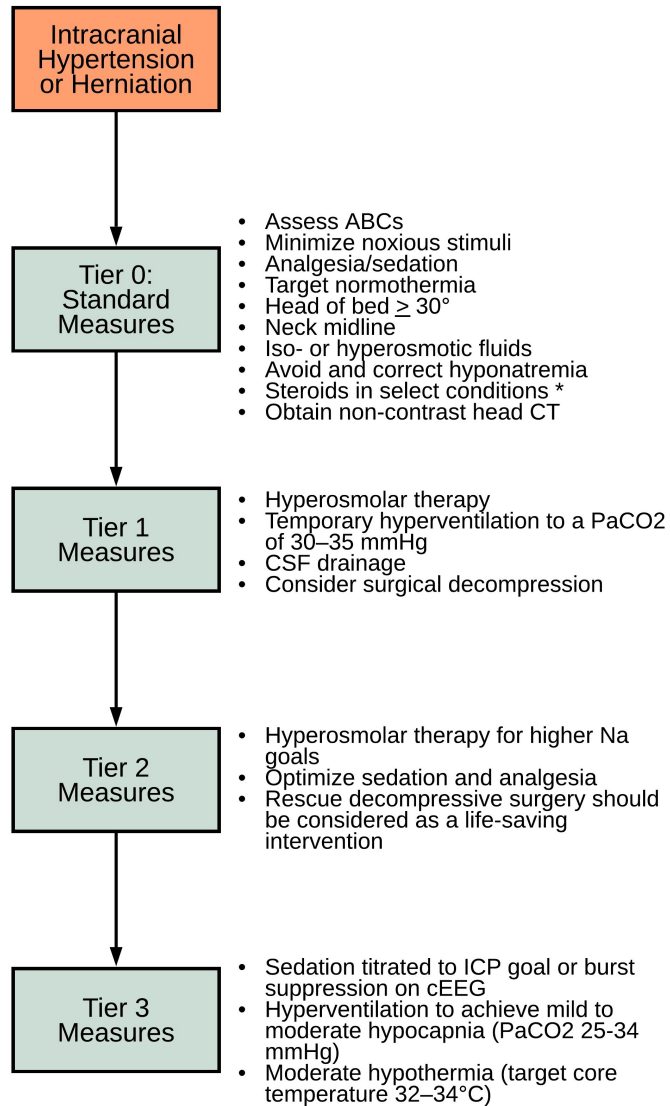 Intracranial
Hypertension
or Herniation
Tier 0:
Standard
Measures
• Assess ABCs
• Minimize noxious stimuli
• Analgesia/sedation
• Target normothermia
• Head of bed ≥ 30°
• Neck midline
• Iso- or hyperosmotic fluids
• Avoid and correct hyponatremia
• Steroids in select conditions *
• Obtain non-contrast head CT
Tier 1
Measures
• Hyperosmolar therapy
• Temporary hyperventilation to a PaCO2
of 30–35 mmHg
• CSF drainage
• Consider surgical decompression
Tier 2
Measures
• Hyperosmolar therapy for higher Na
goals
• Optimize sedation and analgesia
• Rescue decompressive surgery should
be considered as a life-saving
intervention
Tier 3
Measures
• Sedation titrated to ICP goal or burst
suppression on cEEG
• Hyperventilation to achieve mild to
moderate hypocapnia (PaCO2 25-34
mmHg)
• Moderate hypothermia (target core
temperature 32–34°C)